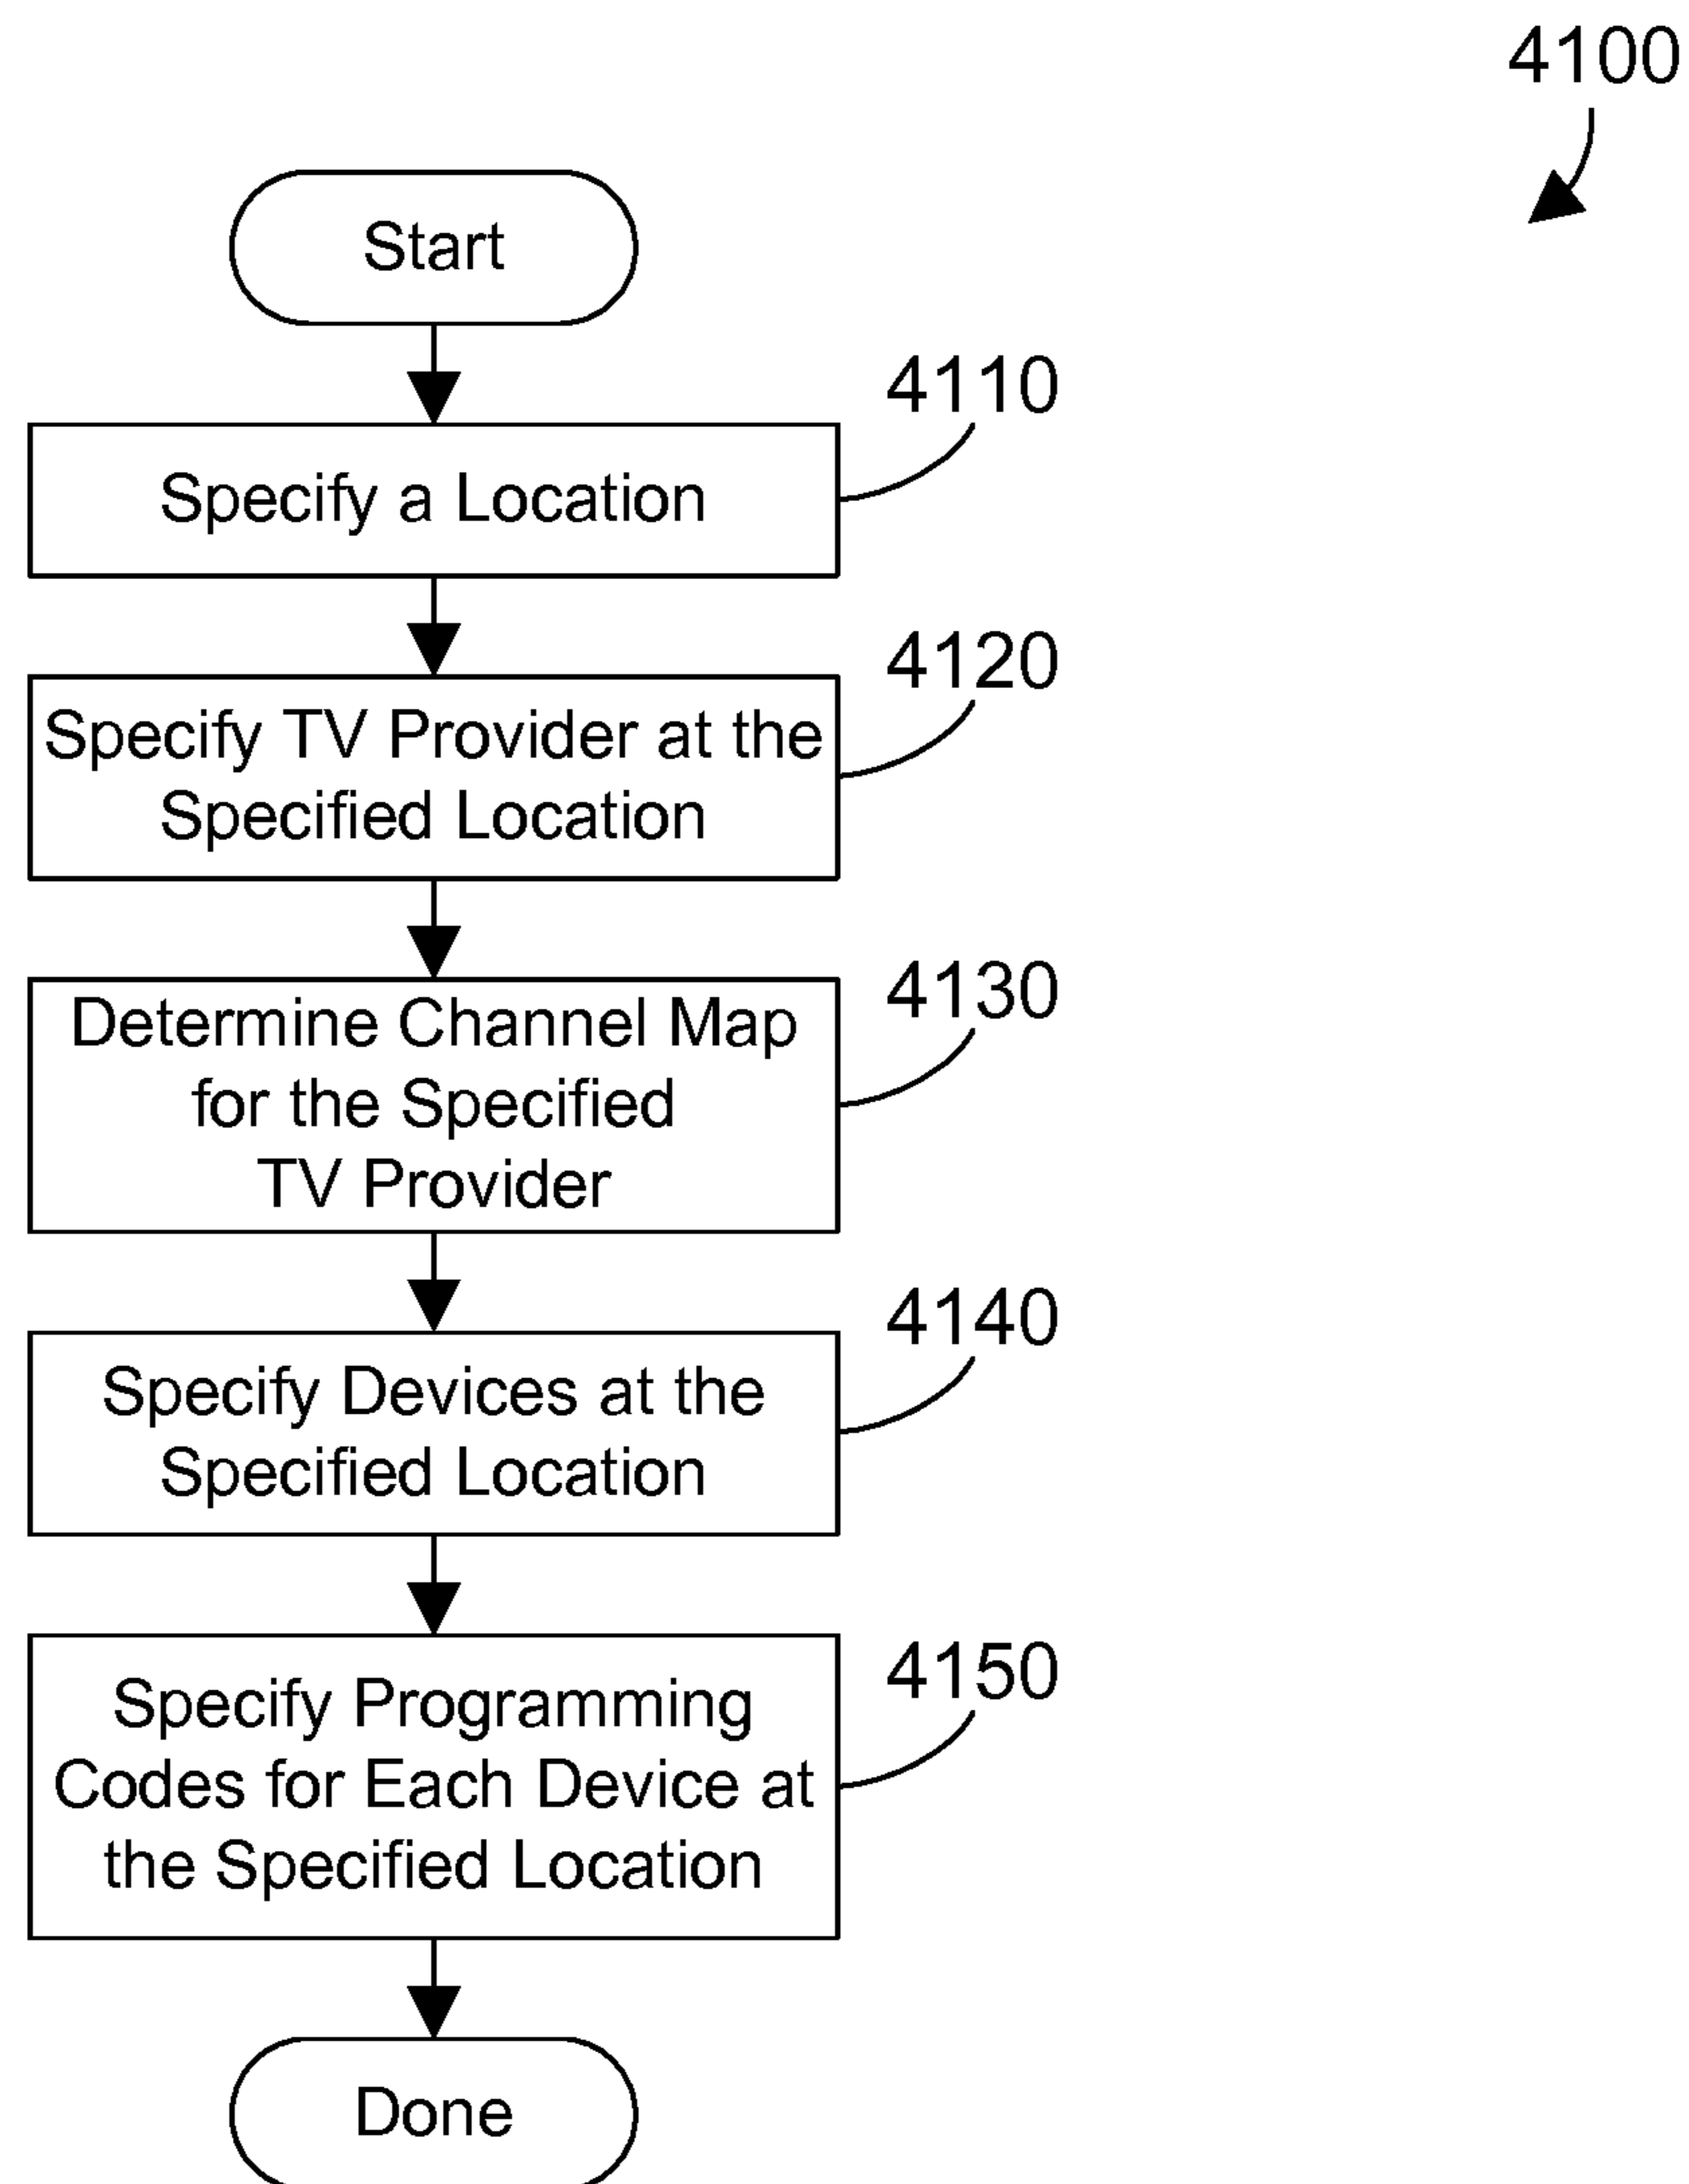 4100
Start
4110
Specify a Location
4120
Specify TV Provider at the
Specified Location
4130
Determine Channel Map
for the Specified
TV Provider
4140
Specify Devices at the
Specified Location
4150
Specify Programming
Codes for Each Device at
the Specified Location
Done